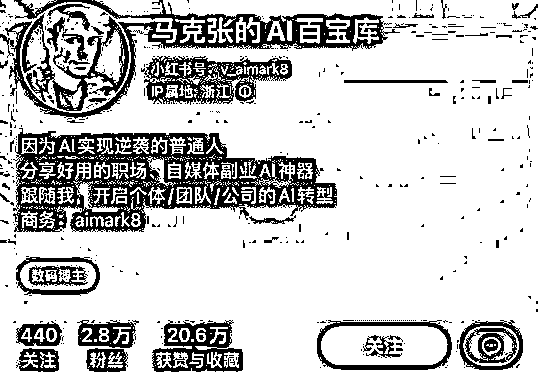 马克张的AI百宝库
小红书号：v_aimark8
IP属地：浙江
因为AI实现逆袭的普通人
分享好用的职场、自媒体副业AI神器
跟随我，开启个体/团队/公司的AI转型
商务：aimark8
数码博主
440 2.8万 20.6万
关注 粉丝 获赞与收藏
关注